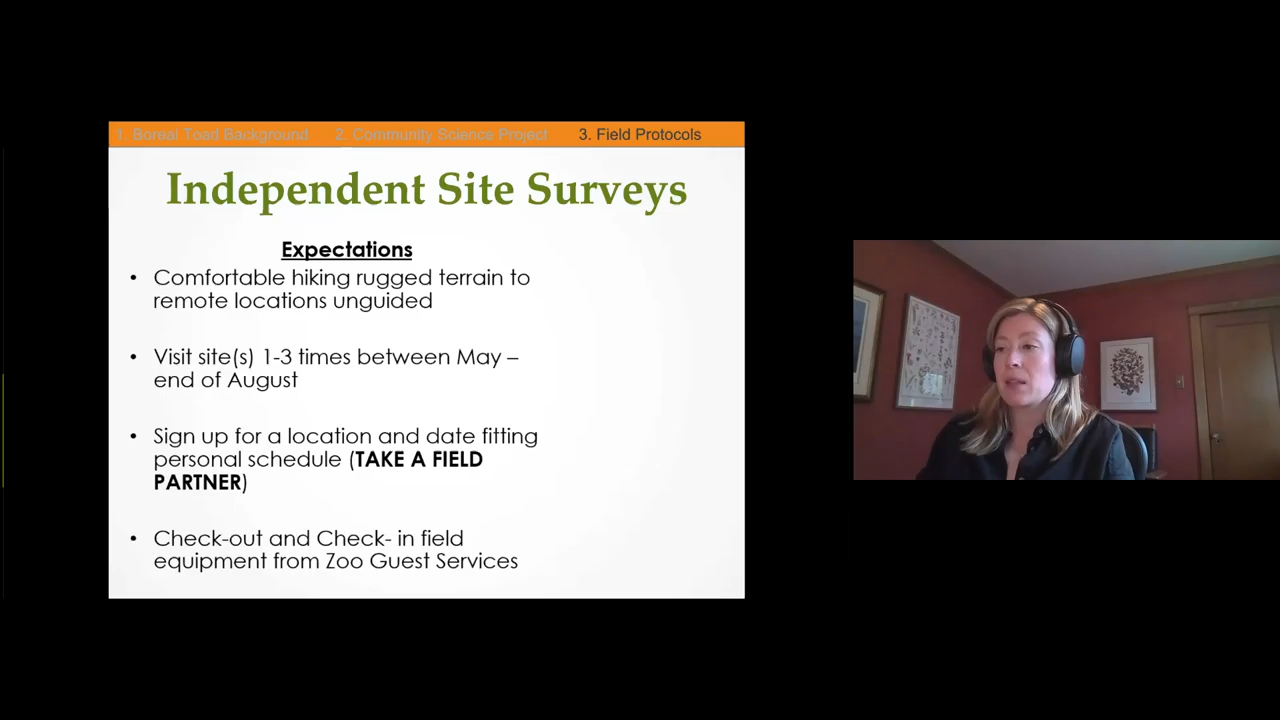 1. Boreal Toad Background 2. Community Science Project 3. Field Protocols
Independent Site Surveys
Expectations
• Comfortable hiking rugged terrain to
remote locations unguided
• Visit site(s) 1-3 times between May –
end of August
• Sign up for a location and date fitting
personal schedule (TAKE A FIELD
PARTNER)
• Check-out and Check- in field
equipment from Zoo Guest Services